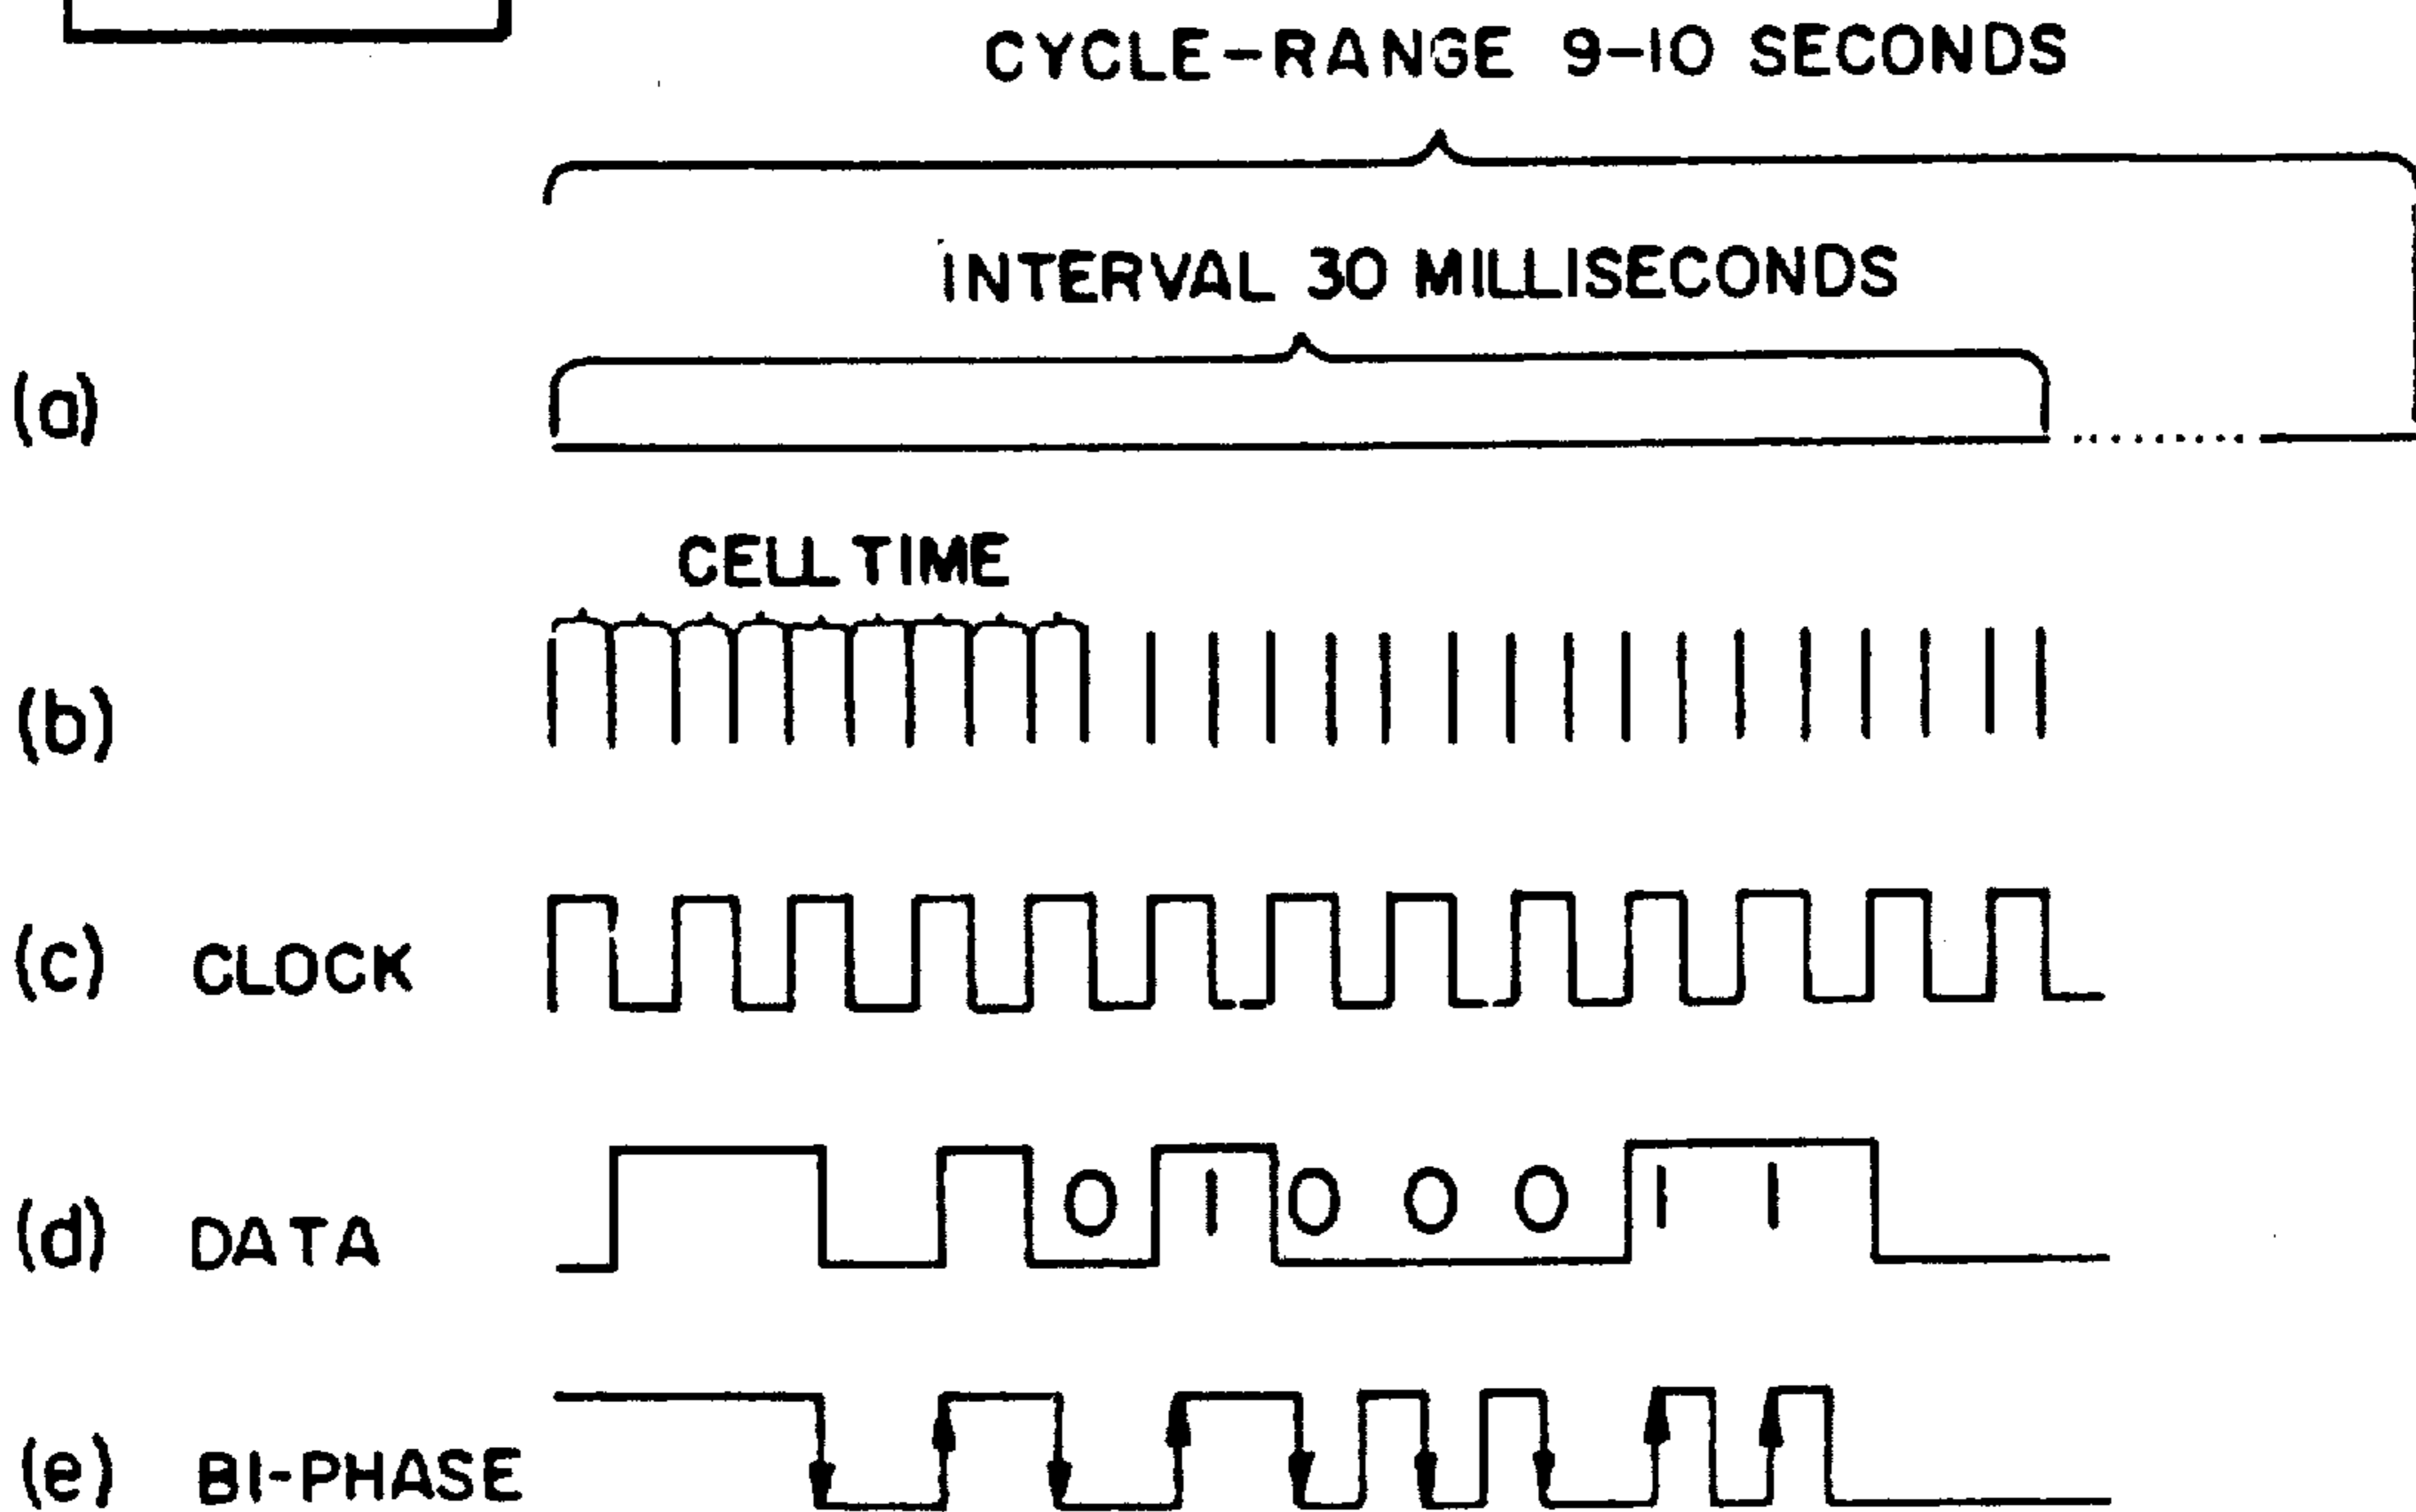 CYCLE-RANGE 9-10 SECONDS
INTERVAL 30 MILLISECONDS
(a)
CELL TIME
(b)
(c) CLOCK
(d) DATA 0 1 0 0 0 1 1
(e) BI-PHASE